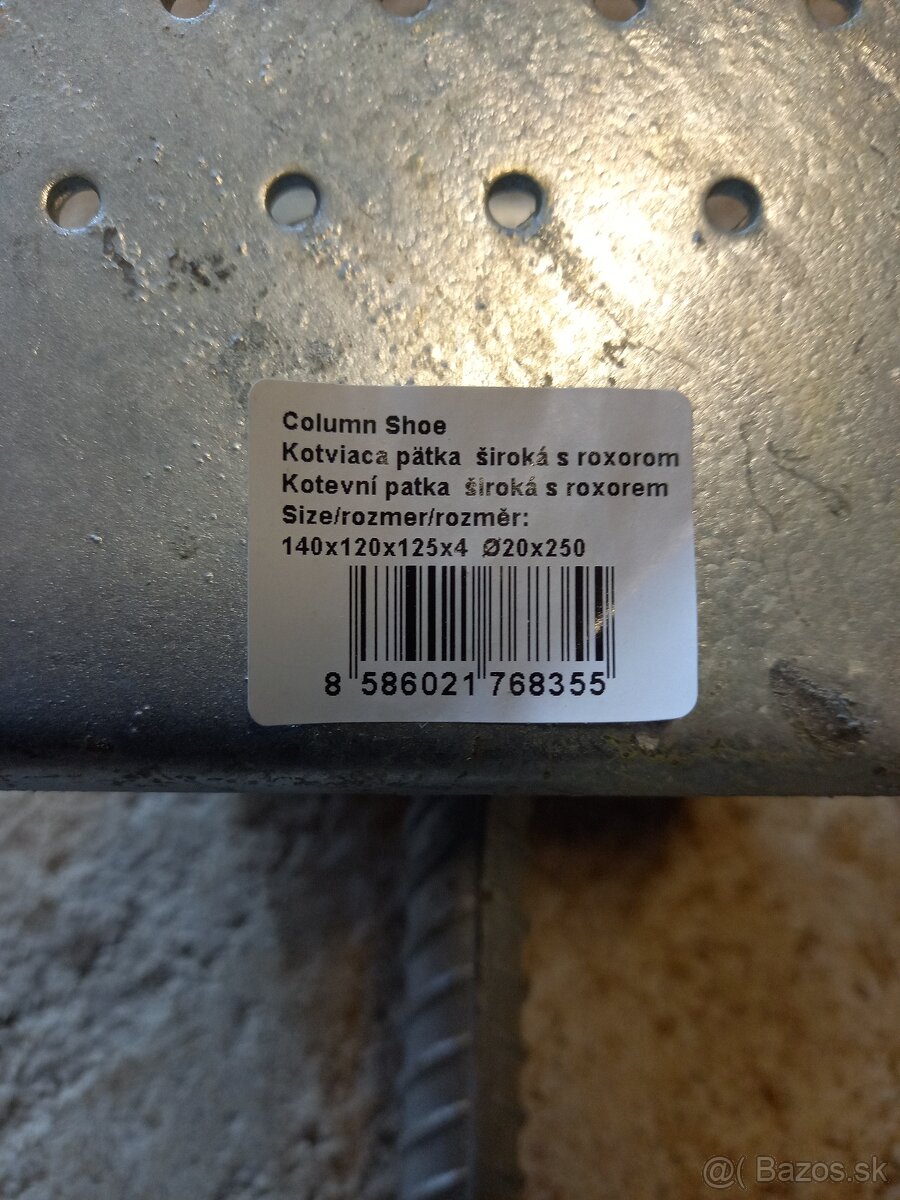 Column Shoe
Kotviaca pätka široká s roxorom
Kotevní patka široká s roxorem
Size/rozmer/rozměr:
140x120x125x4 Ø20x250
8 586021 768355
@( Bazos.sk